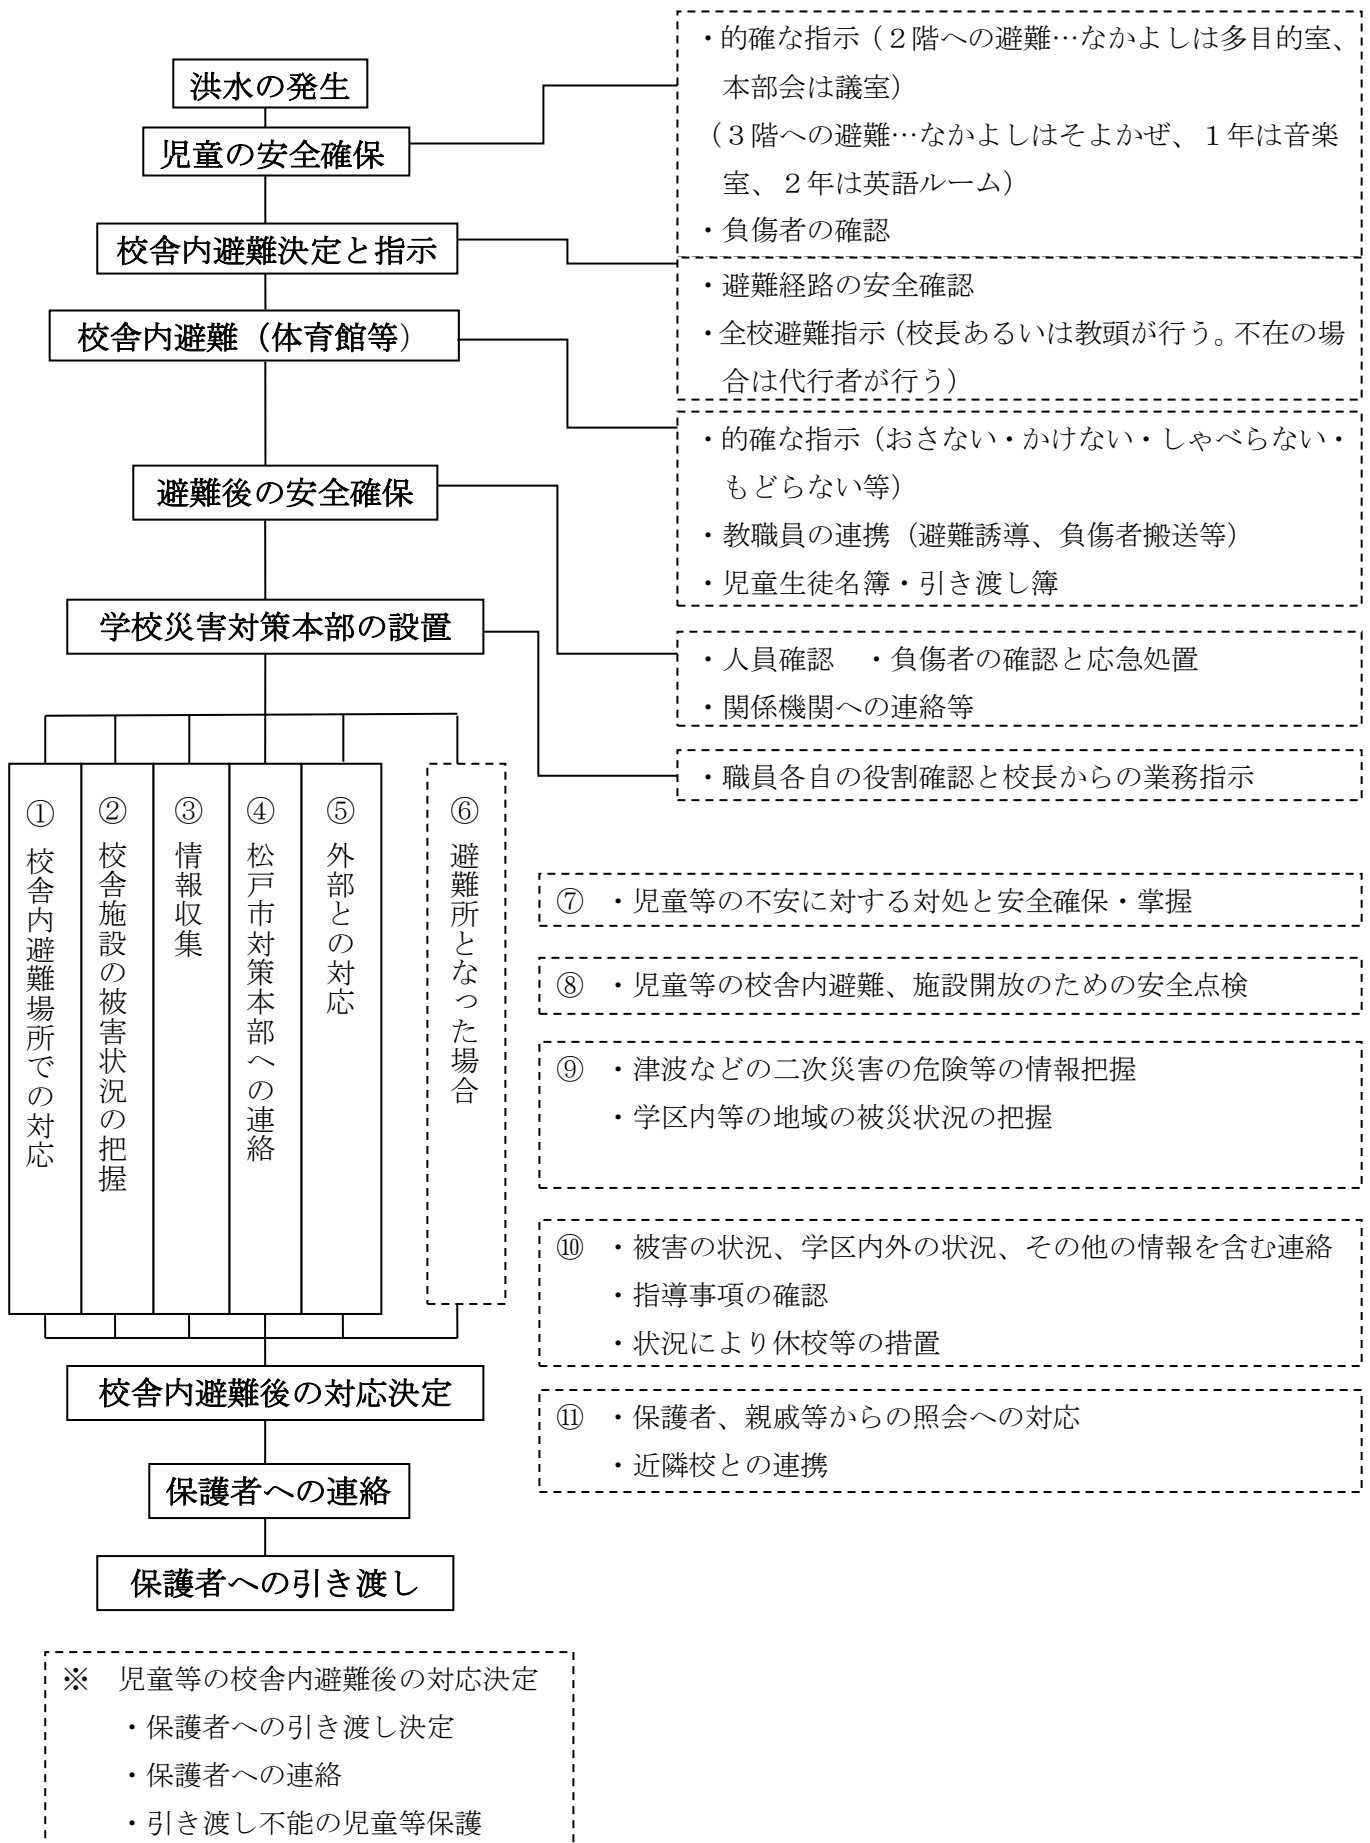 洪水の発生
児童の安全確保
校舎内避難決定と指示
校舎内避難（体育館等）
避難後の安全確保
学校災害対策本部の設置
・的確な指示（２階への避難…なかよしは多目的室、
本部会は議室）
（３階への避難…なかよしはそよかぜ、１年は音楽
室、２年は英語ルーム）
・負傷者の確認
・避難経路の安全確認
・全校避難指示（校長あるいは教頭が行う。不在の場
合は代行者が行う）
・的確な指示（おさない・かけない・しゃべらない・
もどらない等）
・教職員の連携（避難誘導、負傷者搬送等）
・児童生徒名簿・引き渡し簿
・人員確認　・負傷者の確認と応急処置
・関係機関への連絡等
・職員各自の役割確認と校長からの業務指示
① 校舎内避難場所での対応
② 校舎施設の被害状況の把握
③ 情報収集
④ 松戸市対策本部への連絡
⑤ 外部との対応
⑥ 避難所となった場合
⑦ ・児童等の不安に対する対処と安全確保・掌握
⑧ ・児童等の校舎内避難、施設開放のための安全点検
⑨ ・津波などの二次災害の危険等の情報把握
・学区内等の地域の被災状況の把握
⑩ ・被害の状況、学区内外の状況、その他の情報を含む連絡
・指導事項の確認
・状況により休校等の措置
⑪ ・保護者、親戚等からの照会への対応
・近隣校との連携
校舎内避難後の対応決定
保護者への連絡
保護者への引き渡し
※　児童等の校舎内避難後の対応決定
・保護者への引き渡し決定
・保護者への連絡
・引き渡し不能の児童等保護